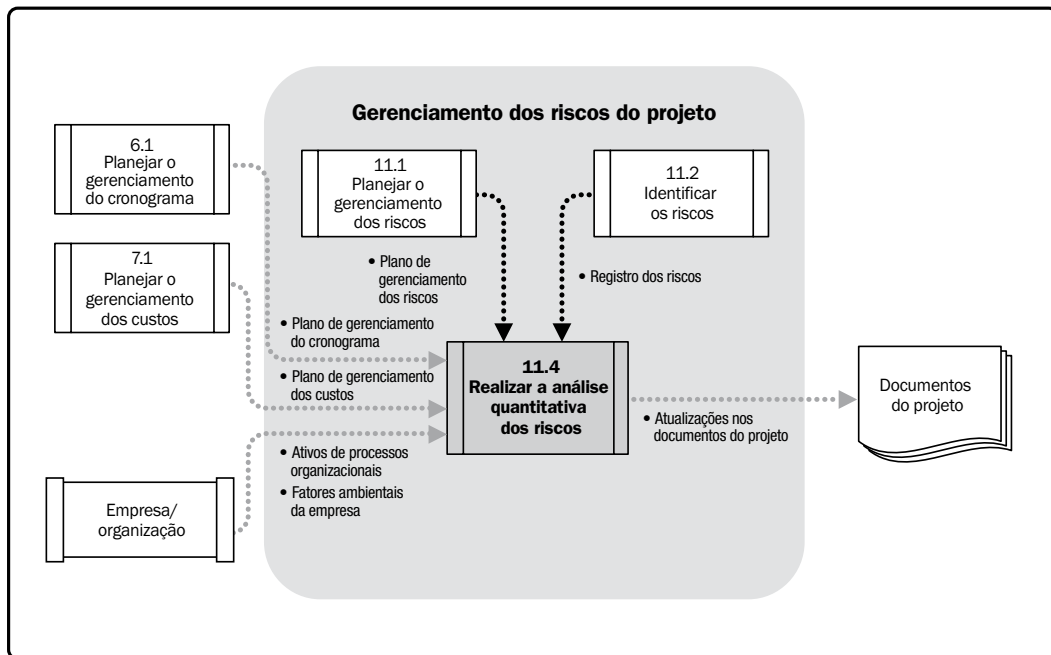 Gerenciamento dos riscos do projeto
6.1
Planejar o
gerenciamento
do cronograma
11.1
Planejar o
gerenciamento
dos riscos
11.2
Identificar
os riscos
7.1
Planejar o
gerenciamento
dos custos
• Plano de
gerenciamento
dos riscos
• Registro dos riscos
• Plano de gerenciamento
do cronograma
• Plano de gerenciamento
dos custos
11.4
Realizar a análise
quantitativa
dos riscos
Documentos
do projeto
• Atualizações nos
documentos do projeto
• Ativos de processos
organizacionais
• Fatores ambientais
da empresa
Empresa/
organização